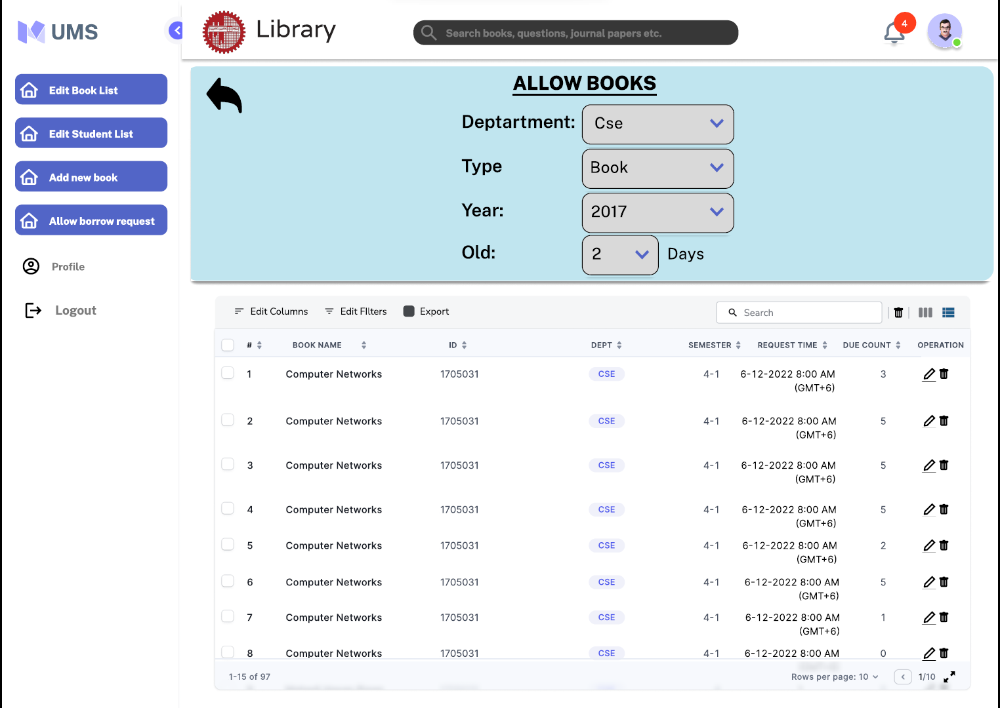 UMS
Library
Search books, questions, journal papers etc.
4
Edit Book List
Edit Student List
Add new book
Allow borrow request
Profile
Logout
ALLOW BOOKS
Deptartment: Cse
Type Book
Year: 2017
Old: 2 Days
Edit Columns Edit FIlters Export Search
# BOOK NAME ID DEPT SEMESTER REQUEST TIME DUE COUNT OPERATION
1 Computer Networks 1705031 CSE 4-1 6-12-2022 8:00 AM 3
(GMT+6)
2 Computer Networks 1705031 CSE 4-1 6-12-2022 8:00 AM 5
(GMT+6)
3 Computer Networks 1705031 CSE 4-1 6-12-2022 8:00 AM 5
(GMT+6)
4 Computer Networks 1705031 CSE 4-1 6-12-2022 8:00 AM 5
(GMT+6)
5 Computer Networks 1705031 CSE 4-1 6-12-2022 8:00 AM 2
(GMT+6)
6 Computer Networks 1705031 CSE 4-1 6-12-2022 8:00 AM 5
(GMT+6)
7 Computer Networks 1705031 CSE 4-1 6-12-2022 8:00 AM 1
(GMT+6)
8 Computer Networks 1705031 CSE 4-1 6-12-2022 8:00 AM 0
1-15 of 97 Rows per page: 10 1/10